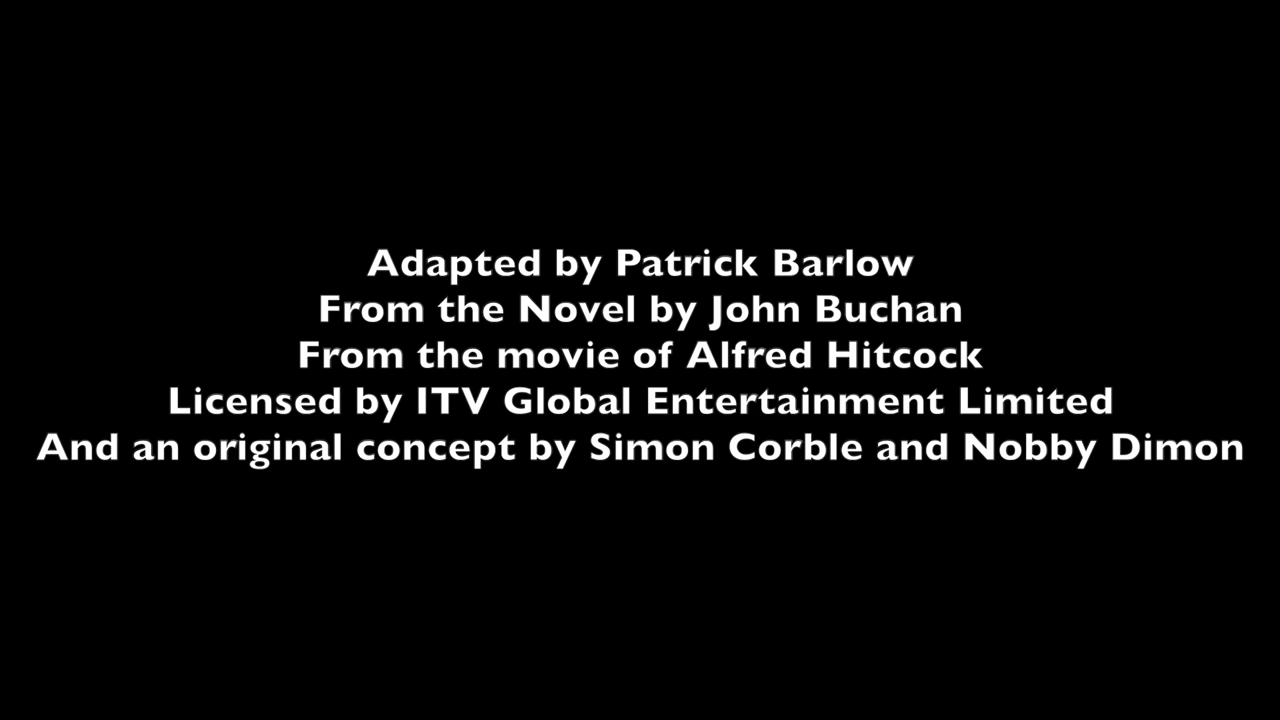 Adapted by Patrick Barlow
From the Novel by John Buchan
From the movie of Alfred Hitcock
Licensed by ITV Global Entertainment Limited
And an original concept by Simon Corble and Nobby Dimon